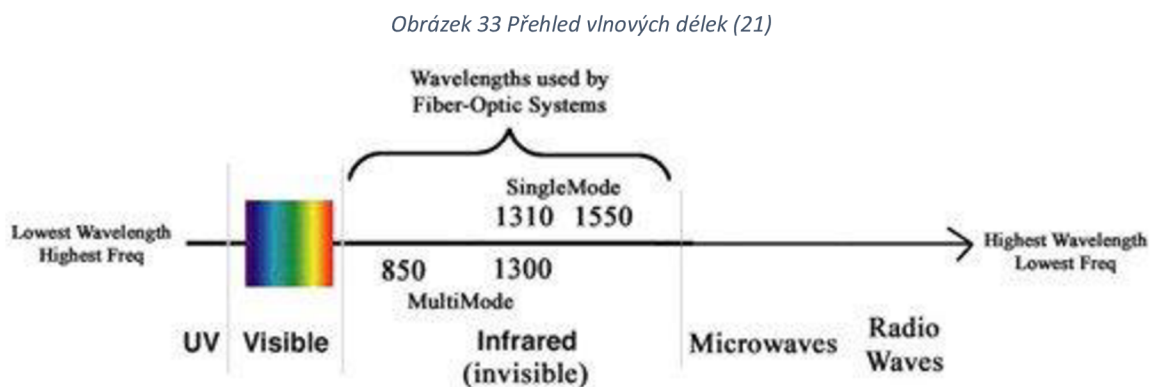 Obrázek 33 Přehled vlnových délek (21)
Wavelengths used by
Fiber-Optic Systems
SingleMode
1310 1550
Lowest Wavelength
Highest Freq
Highest Wavelength
Lowest Freq
850 1300
MultiMode
UV Visible Infrared
(invisible)
Microwaves
Radio
Waves